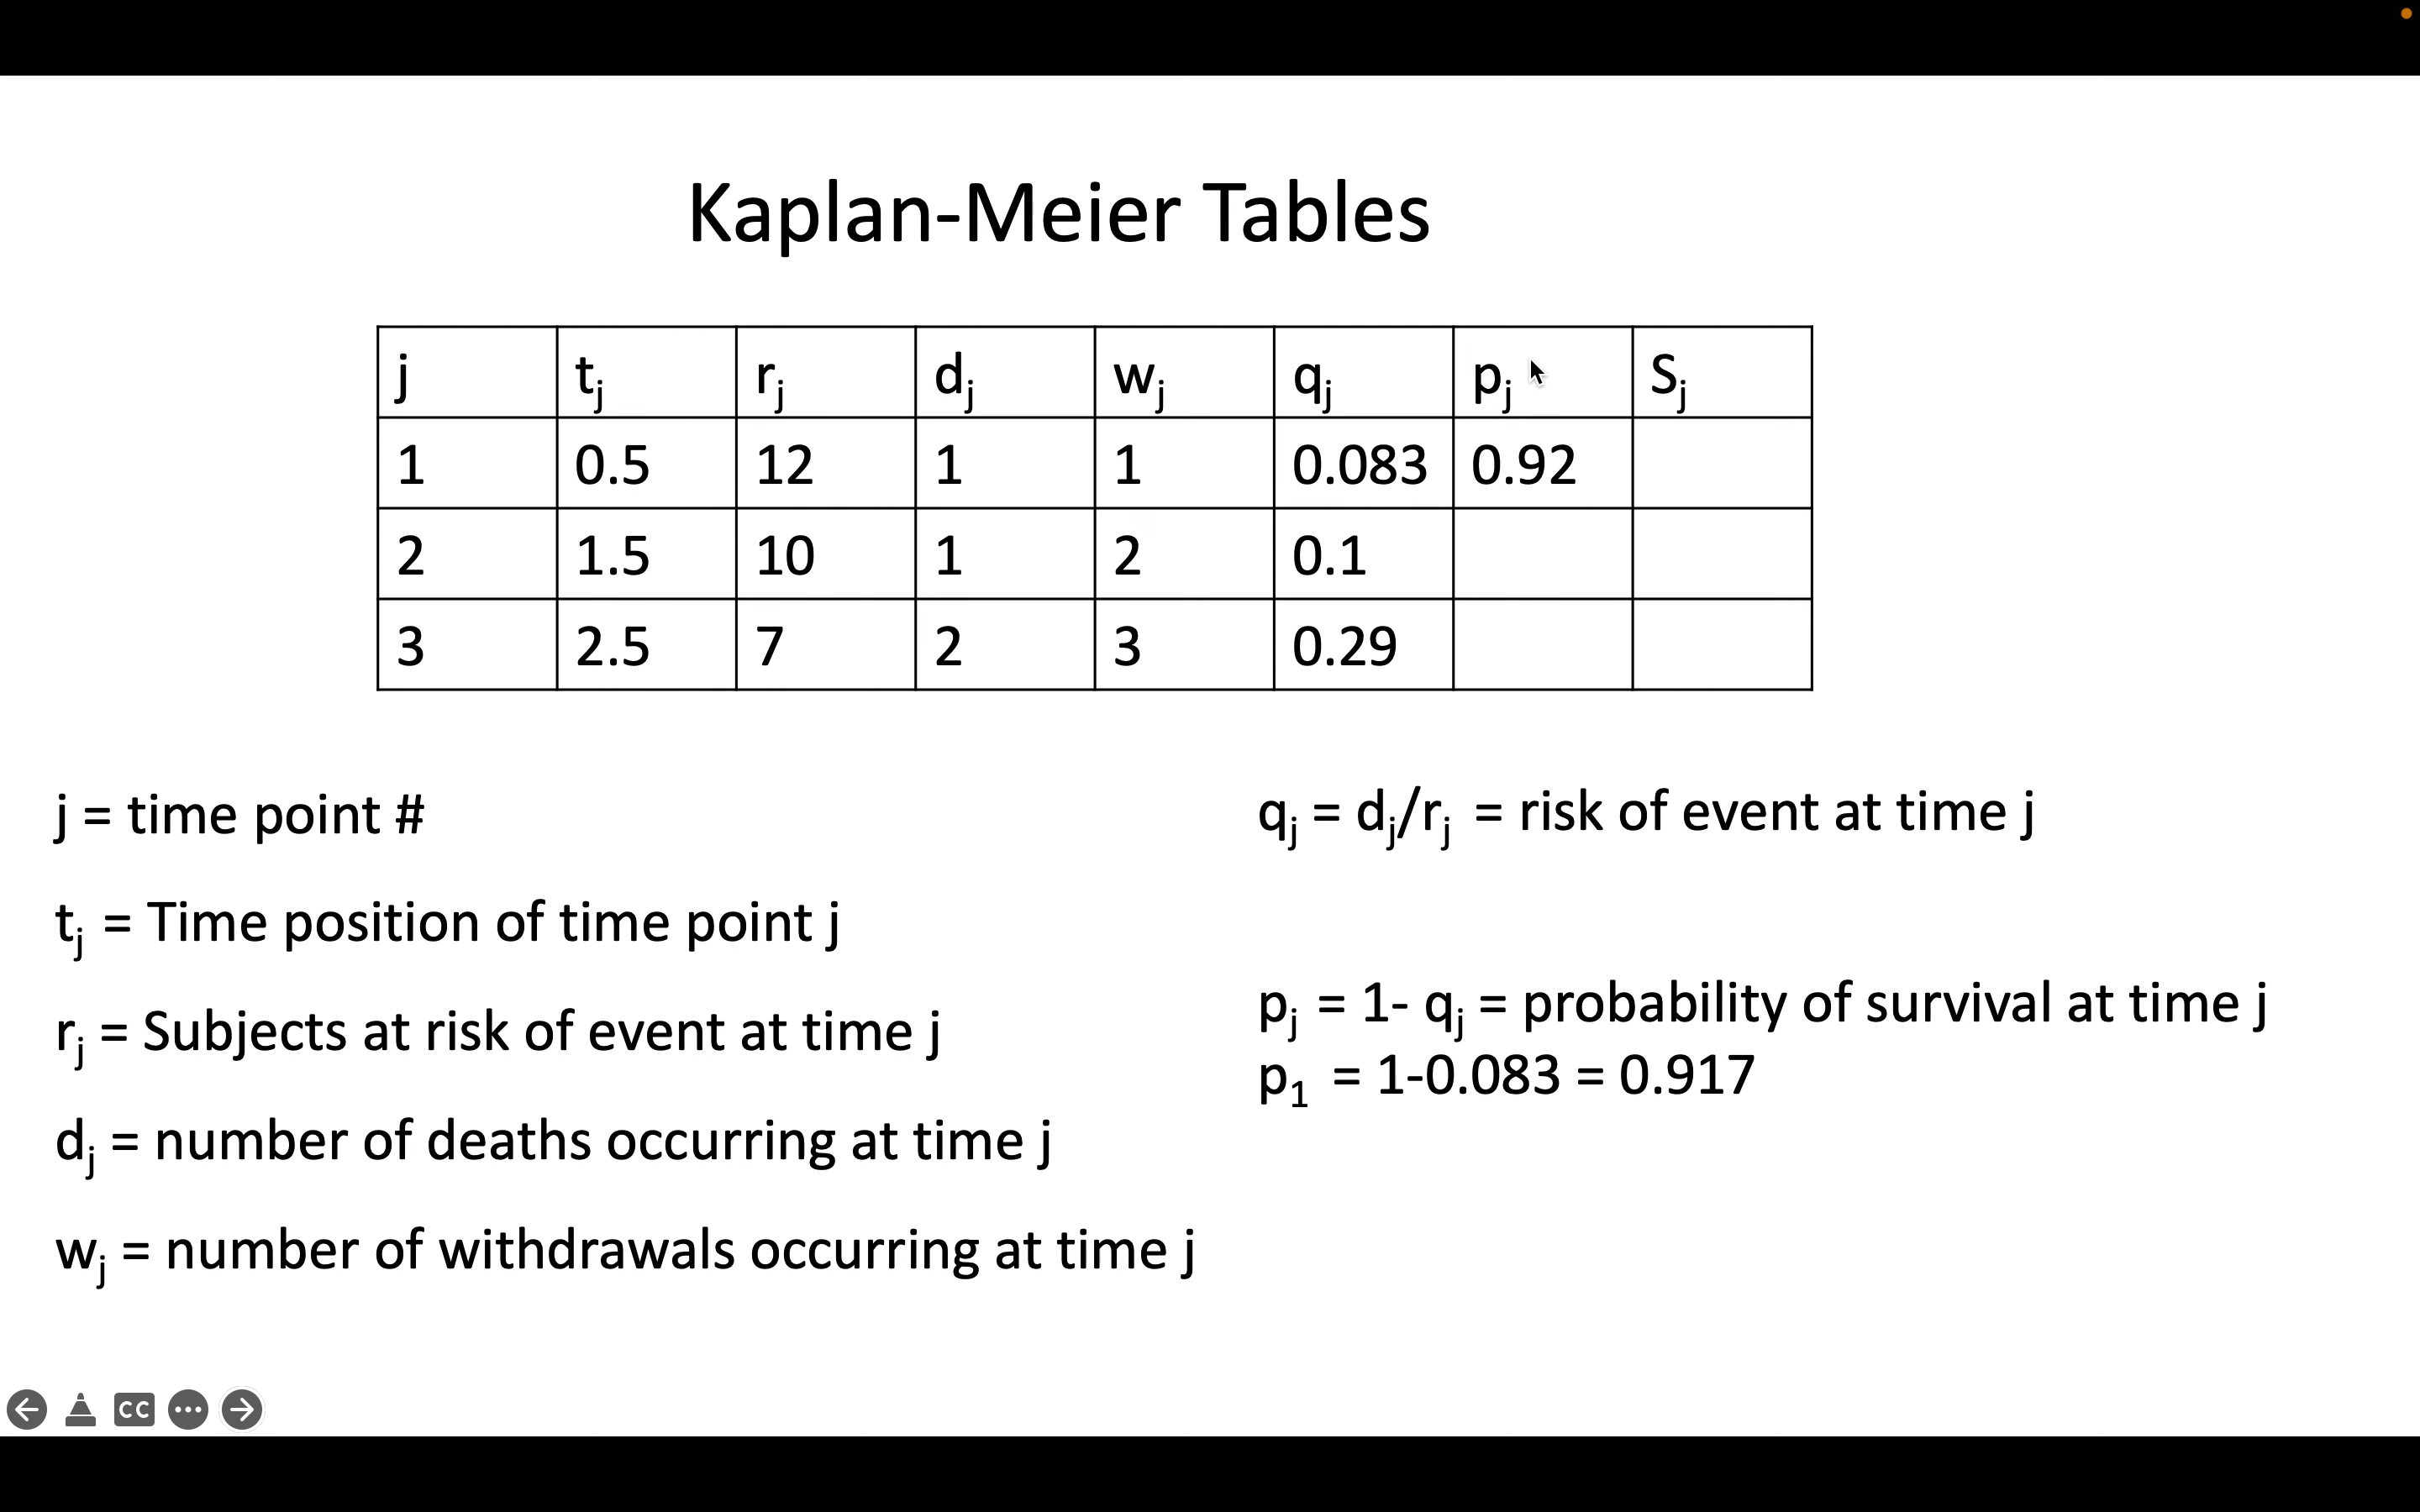 Kaplan-Meier Tables
j tj rj dj wj qj pj Sj
1 0.5 12 1 1 0.083 0.92
2 1.5 10 1 2 0.1
3 2.5 7 2 3 0.29
j = time point #
tj = Time position of time point j
rj = Subjects at risk of event at time j
dj = number of deaths occurring at time j
wj = number of withdrawals occurring at time j
qj = dj/rj = risk of event at time j
pj = 1- qj = probability of survival at time j
p1 = 1-0.083 = 0.917
CC